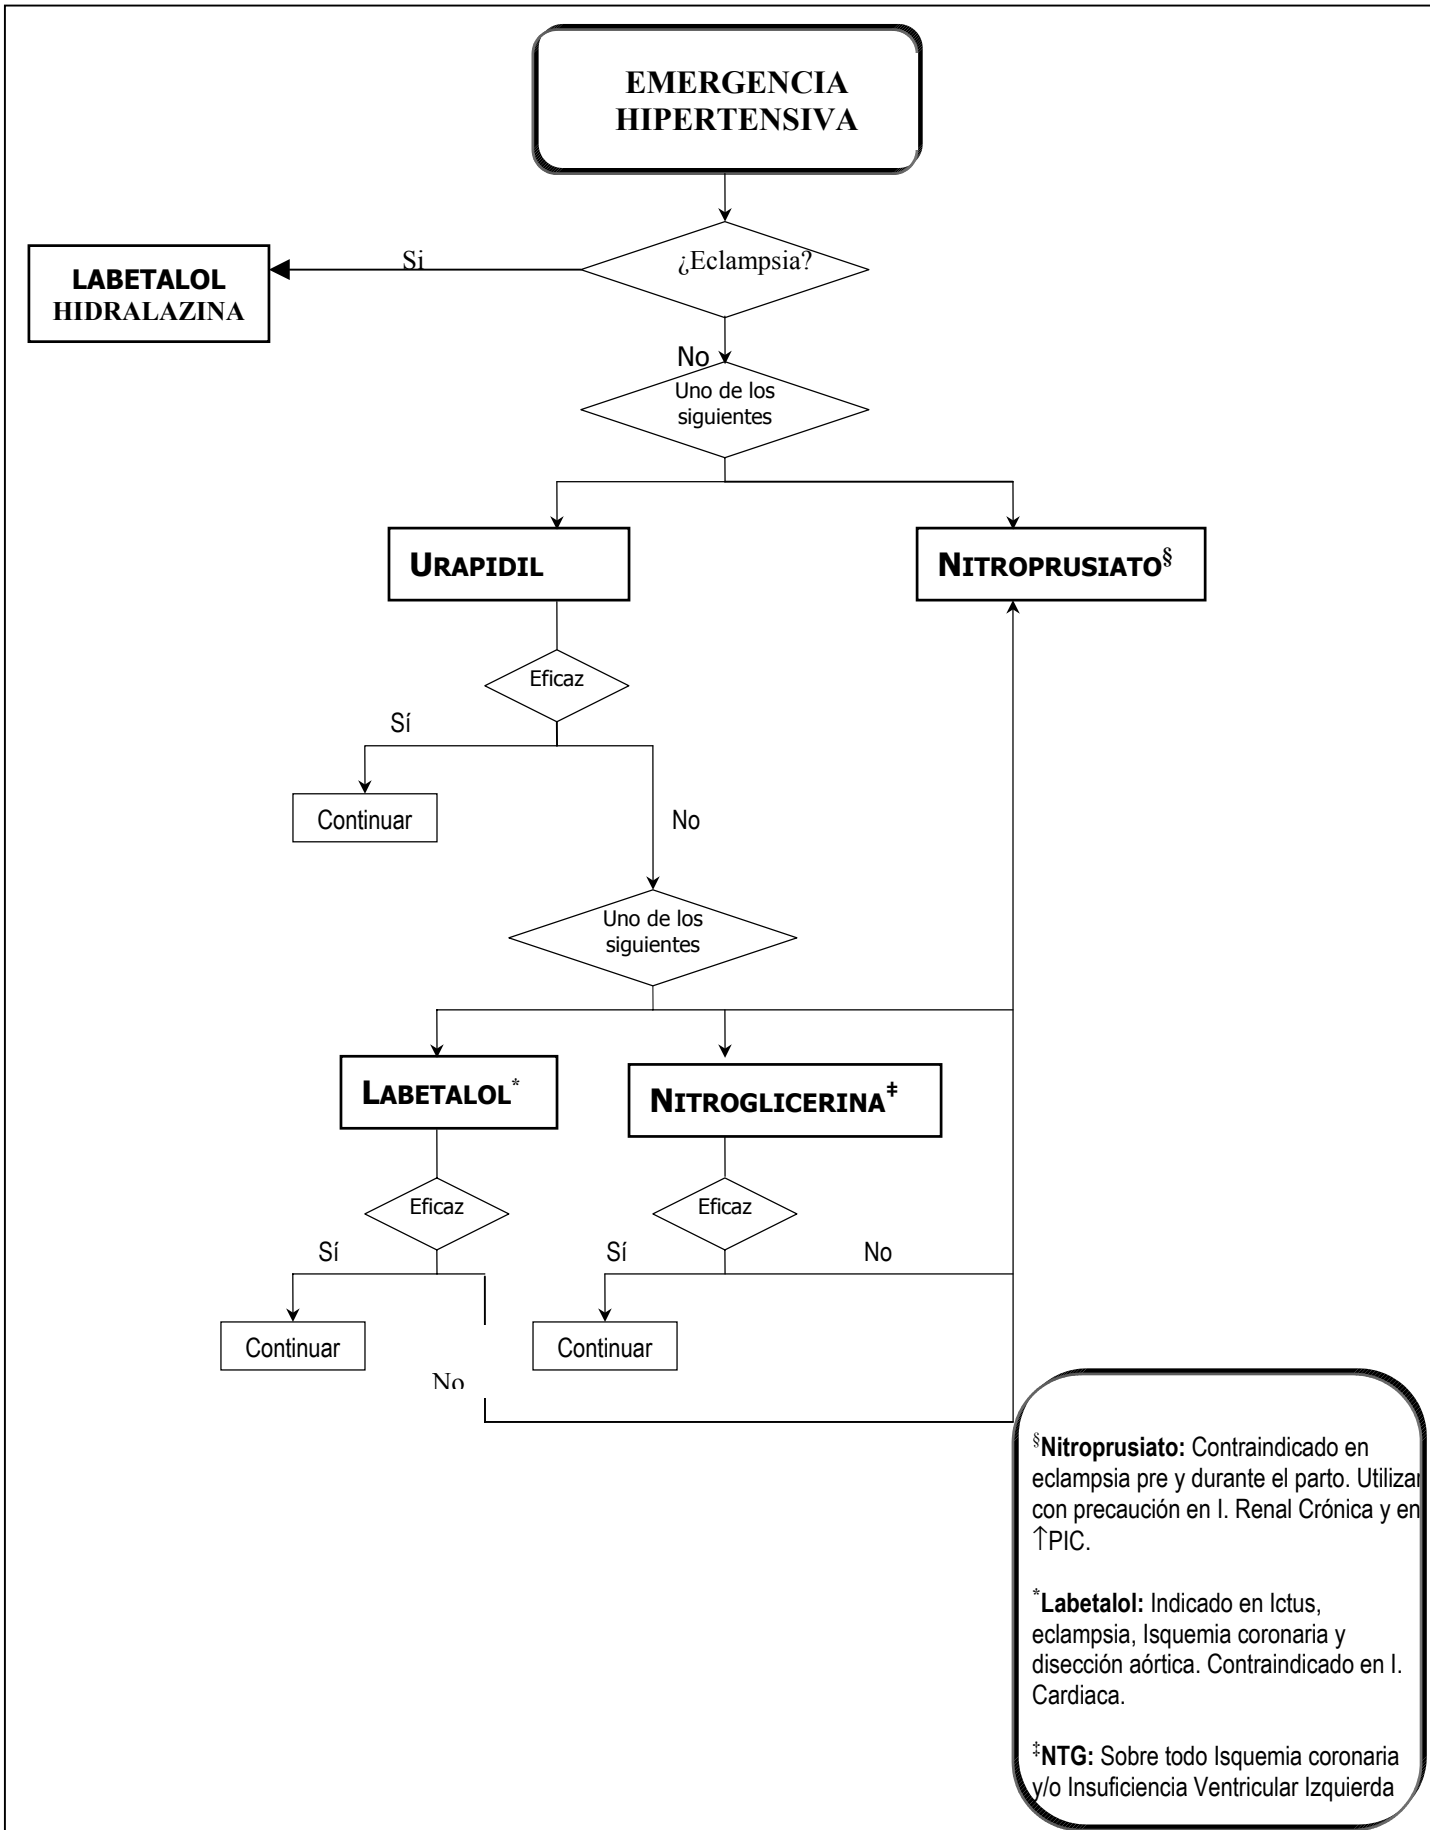 EMERGENCIA
HIPERTENSIVA
¿Eclampsia?
Si
LABETALOL
HIDRALAZINA
No
Uno de los
siguientes
URAPIDIL
NITROPRUSIATO§
Eficaz
Sí
Continuar
No
Uno de los
siguientes
LABETALOL*
NITROGLICERINA‡
Eficaz
Eficaz
Sí
Sí
No
Continuar
Continuar
No
§Nitroprusiato: Contraindicado en
eclampsia pre y durante el parto. Utilizar
con precaución en I. Renal Crónica y en
↑PIC.
*Labetalol: Indicado en Ictus,
eclampsia, Isquemia coronaria y
disección aórtica. Contraindicado en I.
Cardiaca.
‡NTG: Sobre todo Isquemia coronaria
y/o Insuficiencia Ventricular Izquierda